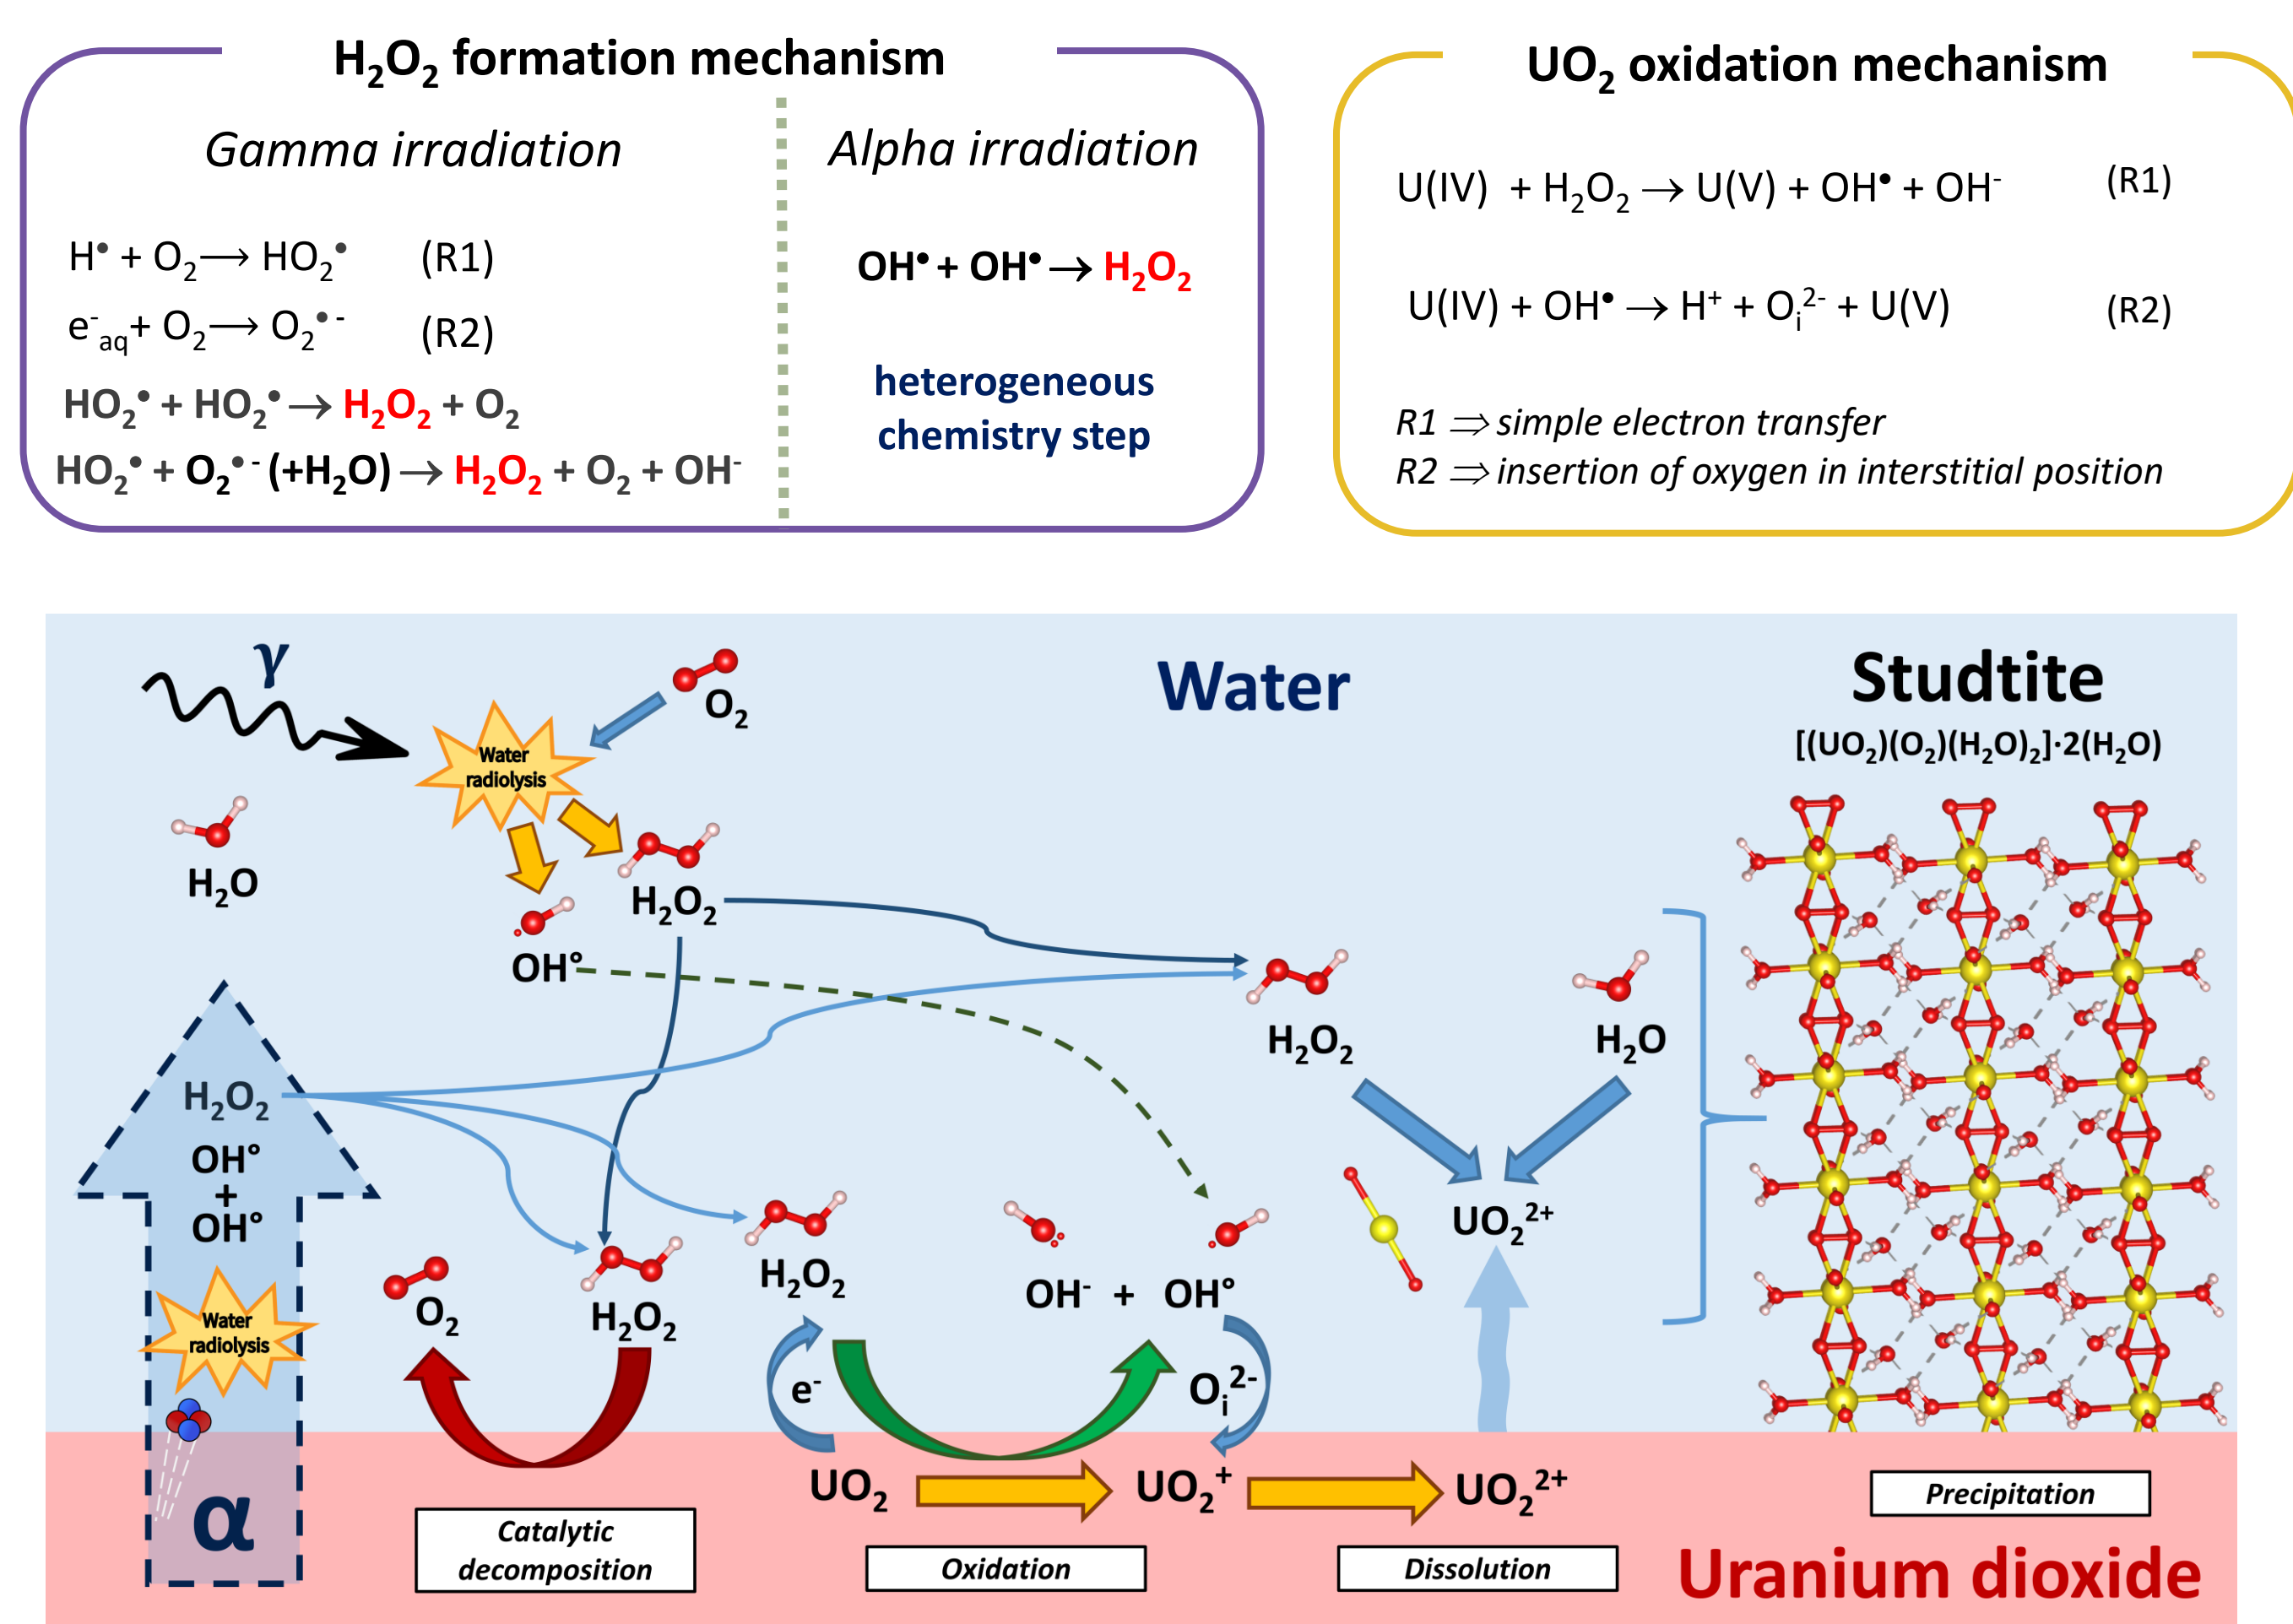 H₂O₂ formation mechanism
Gamma irradiation
H• + O₂ ⟶ HO₂• (R1)
e⁻aq + O₂ ⟶ O₂•⁻ (R2)
HO₂• + HO₂• → H₂O₂ + O₂
HO₂• + O₂•⁻ (+H₂O) → H₂O₂ + O₂ + OH⁻
Alpha irradiation
OH• + OH• → H₂O₂
heterogeneous
chemistry step
UO₂ oxidation mechanism
U(IV) + H₂O₂ → U(V) + OH• + OH⁻ (R1)
U(IV) + OH• → H⁺ + Oᵢ²⁻ + U(V) (R2)
R1 ⇒ simple electron transfer
R2 ⇒ insertion of oxygen in interstitial position
γ
O₂
Water
Studtite
[(UO₂)(O₂)(H₂O)₂]·2(H₂O)
Water
radiolysis
H₂O
H₂O₂
OH°
H₂O₂
H₂O
H₂O₂
OH°
+
OH°
UO₂²⁺
H₂O₂
OH⁻ + OH°
O₂
H₂O₂
Water
radiolysis
e⁻
Oᵢ²⁻
α
UO₂
UO₂⁺
UO₂²⁺
Catalytic
decomposition
Oxidation
Dissolution
Precipitation
Uranium dioxide